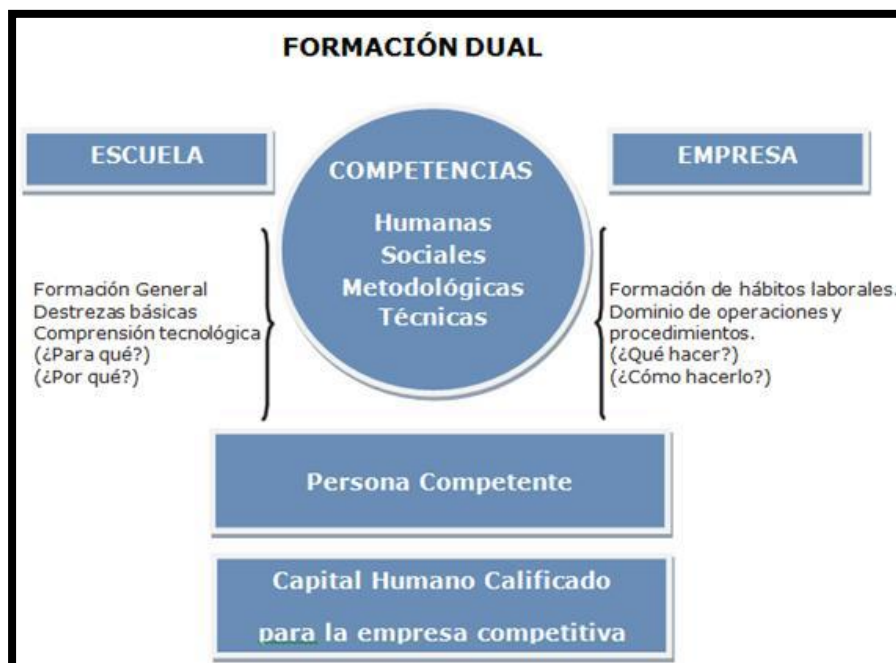 FORMACIÓN DUAL
ESCUELA
Formación General
Destrezas básicas
Comprensión tecnológica
(¿Para qué?)
(¿Por qué?)
COMPETENCIAS
Humanas
Sociales
Metodológicas
Técnicas
EMPRESA
Formación de hábitos laborales.
Dominio de operaciones y
procedimientos.
(¿Qué hacer?)
(¿Cómo hacerlo?)
Persona Competente
Capital Humano Calificado
para la empresa competitiva